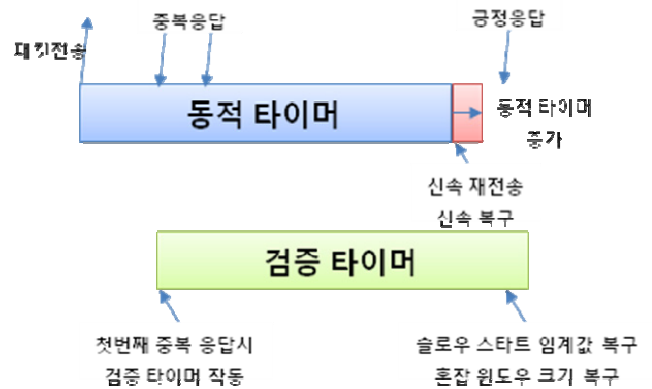 중복응답
긍정응답
패킷전송
동적 타이머
동적 타이머
증가
신속 재전송
신속 복구
검증 타이머
첫번째 중복 응답시
검증 타이머 작동
슬로우 스타트 임계값 복구
혼잡 윈도우 크기 복구